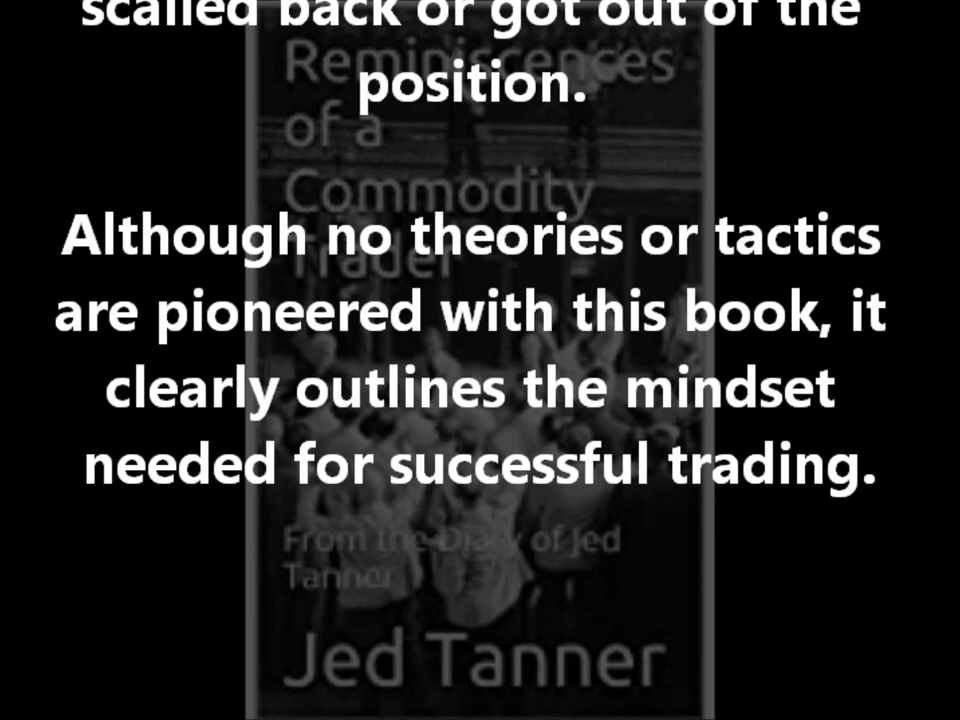 scalled back or got out of the
position.
Although no theories or tactics
are pioneered with this book, it
clearly outlines the mindset
needed for successful trading.
Reminiscences
of a
Commodity
Trader
From the Diary of Jed
Tanner
Jed Tanner